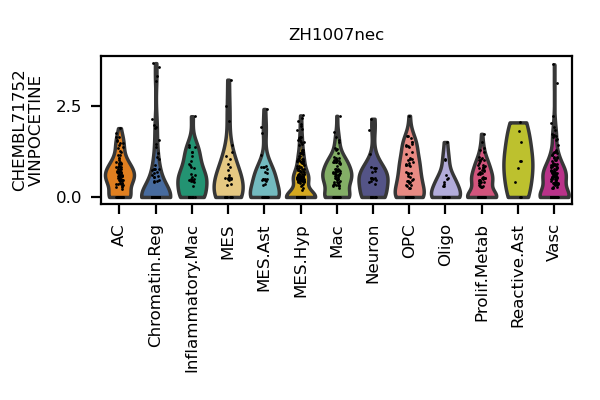 ZH1007nec
CHEMBL71752
VINPOCETINE
2.5
0.0
AC
Chromatin.Reg
Inflammatory.Mac
MES
MES.Ast
MES.Hyp
Mac
Neuron
OPC
Oligo
Prolif.Metab
Reactive.Ast
Vasc